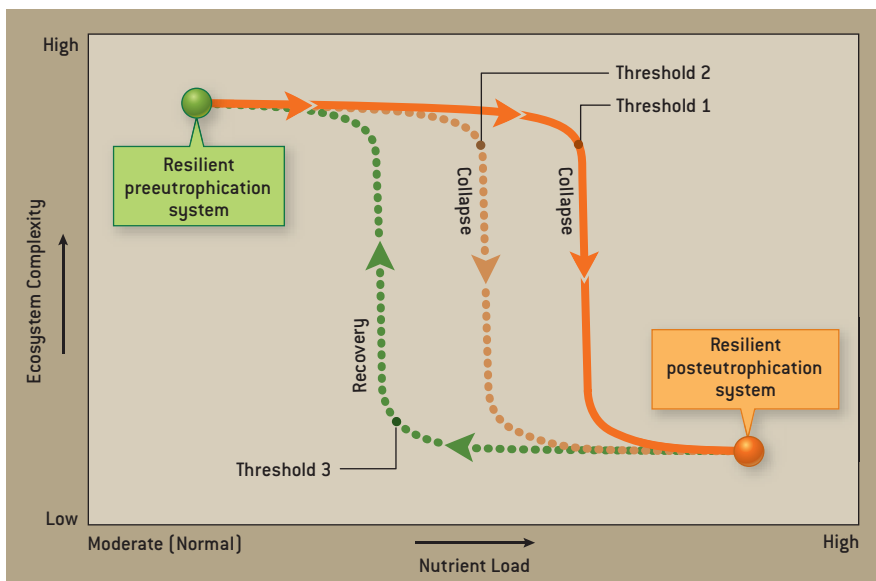 High
Threshold 2
Threshold 1
Resilient
preeutrophication
system
Collapse
Collapse
Ecosystem Complexity
Recovery
Resilient
posteutrophication
system
Threshold 3
Low
Moderate (Normal)
High
Nutrient Load